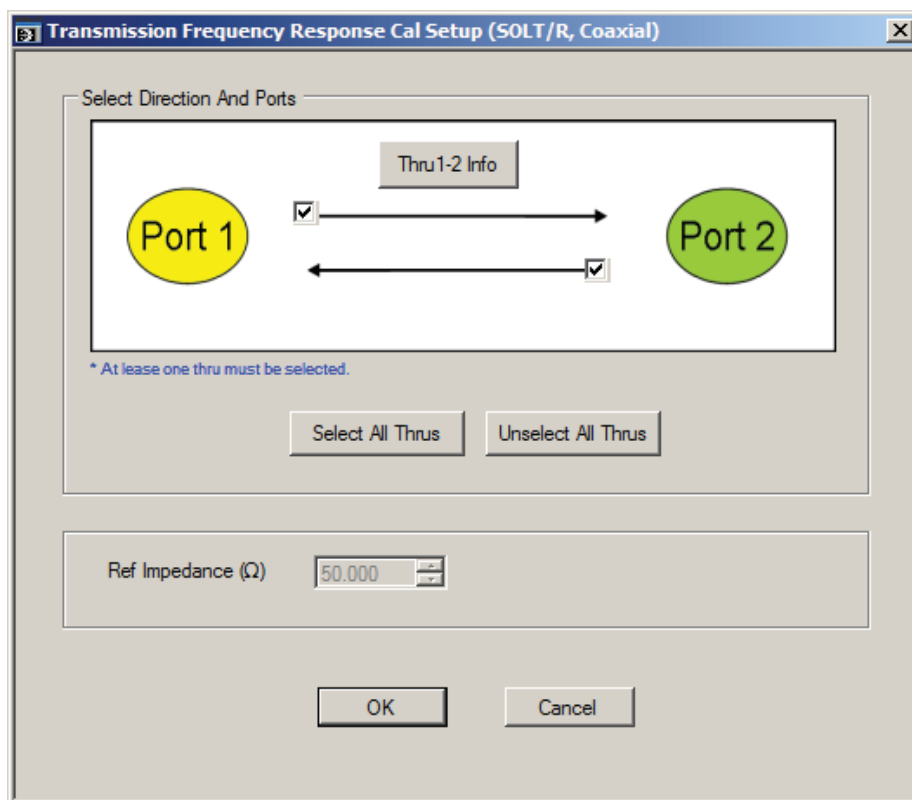 Transmission Frequency Response Cal Setup (SOLT/R, Coaxial)
Select Direction And Ports
Thru1-2 Info
Port 1
Port 2
* At lease one thru must be selected.
Select All Thrus
Unselect All Thrus
Ref Impedance (Ω)
50.000
OK
Cancel